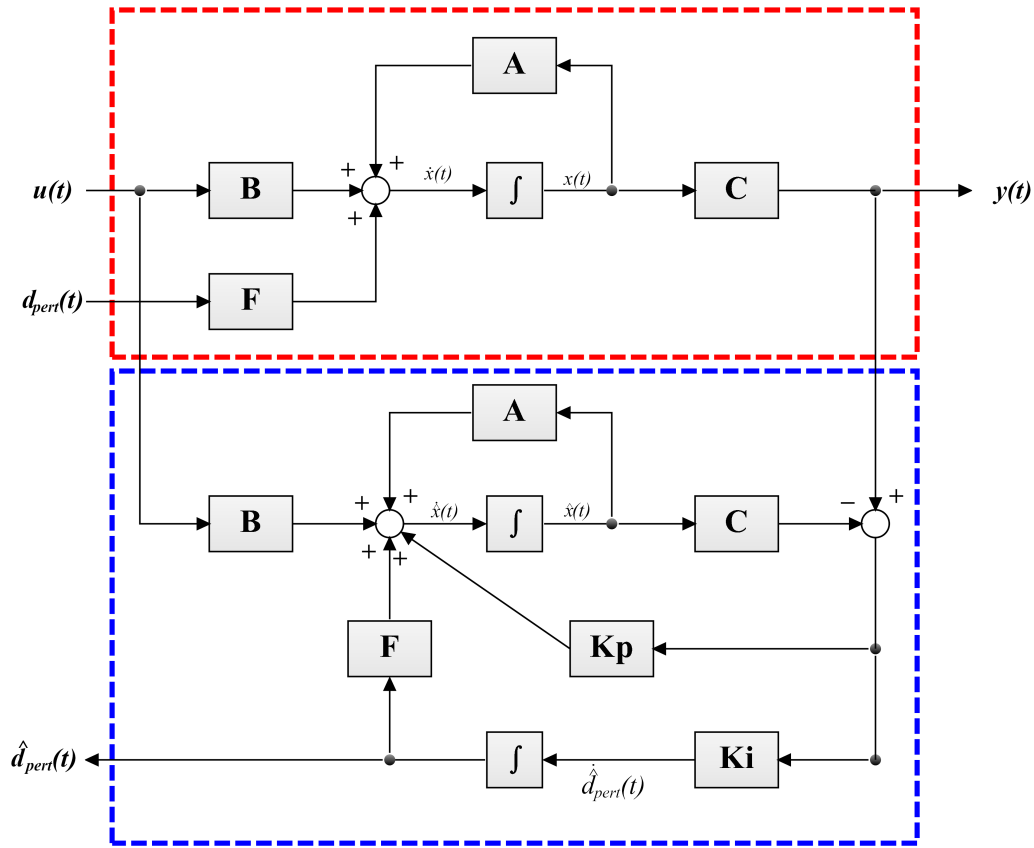 A
+ +
u(t) B ẋ(t) ∫ x(t) C y(t)
+
d_pert(t) F
A
+ + − +
B x̂̇(t) ∫ x̂(t) C
+ +
F Kp
d̂_pert(t) ∫ Ki
d̂̇_pert(t)